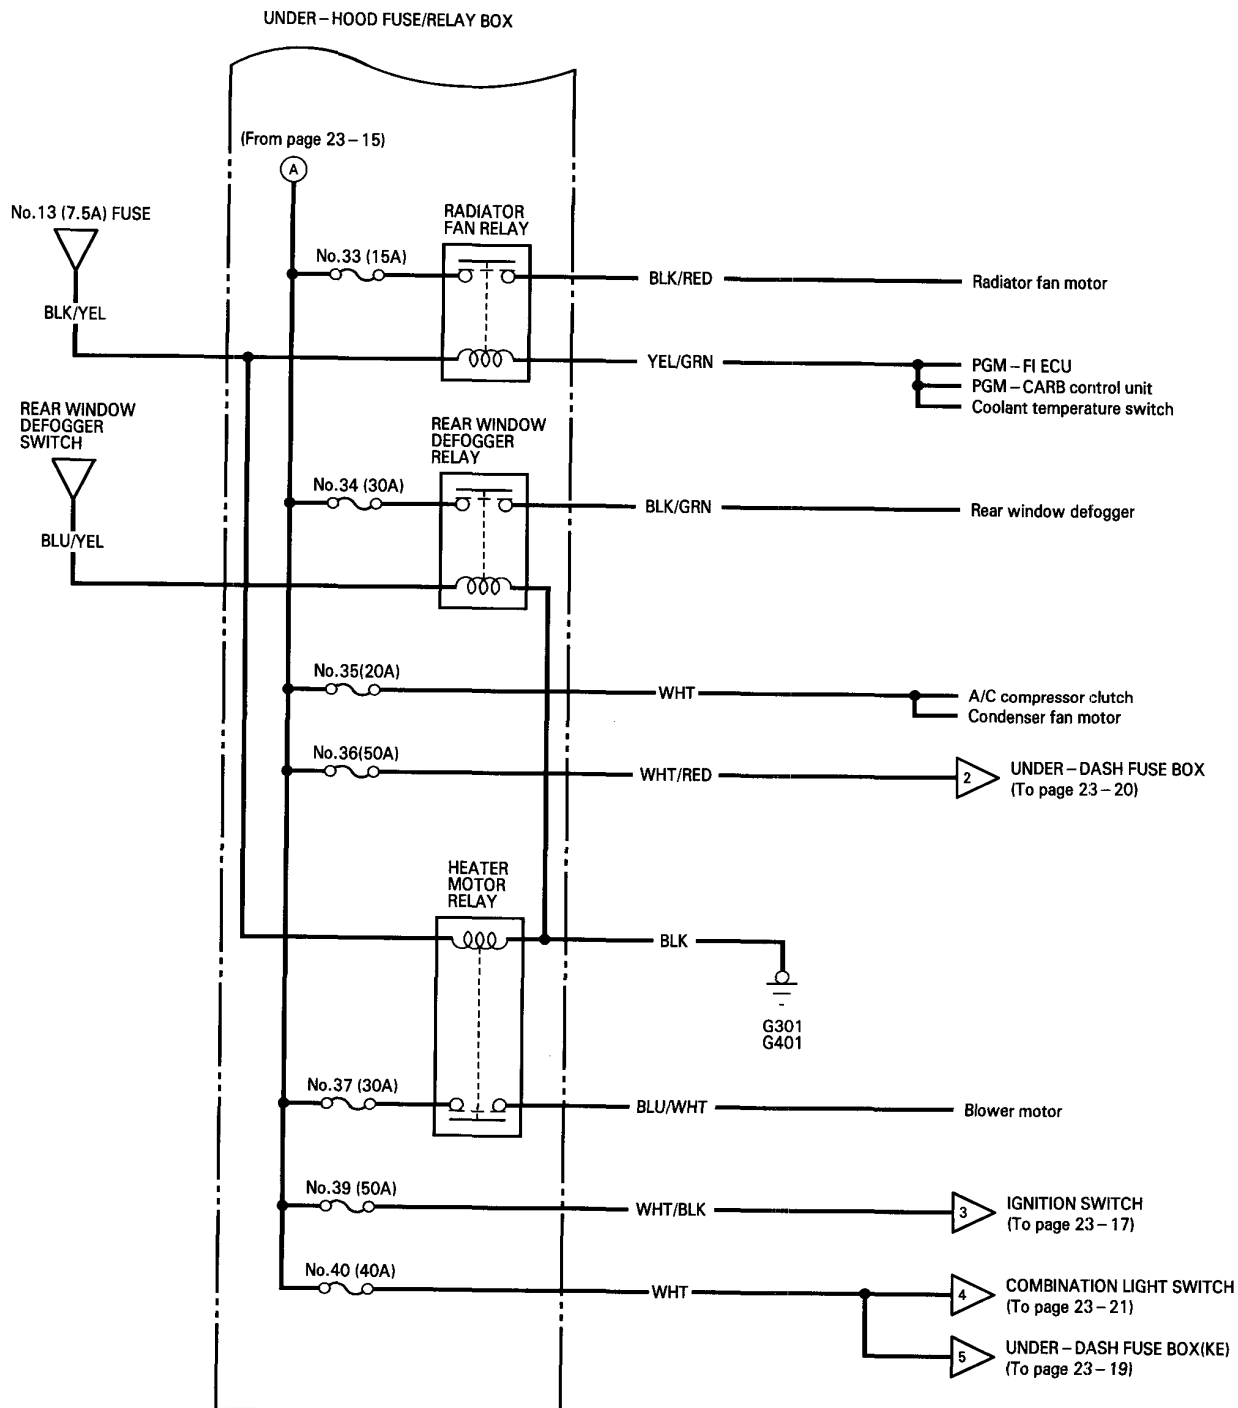 UNDER–HOOD FUSE/RELAY BOX
(From page 23–15)
A
No.13 (7.5A) FUSE
BLK/YEL
RADIATOR
FAN RELAY
No.33 (15A)
BLK/RED
Radiator fan motor
YEL/GRN
PGM–FI ECU
PGM–CARB control unit
Coolant temperature switch
REAR WINDOW
DEFOGGER
SWITCH
BLU/YEL
REAR WINDOW
DEFOGGER
RELAY
No.34 (30A)
BLK/GRN
Rear window defogger
No.35(20A)
WHT
A/C compressor clutch
Condenser fan motor
No.36(50A)
WHT/RED
2
UNDER–DASH FUSE BOX
(To page 23–20)
HEATER
MOTOR
RELAY
BLK
G301
G401
No.37 (30A)
BLU/WHT
Blower motor
No.39 (50A)
WHT/BLK
3
IGNITION SWITCH
(To page 23–17)
No.40 (40A)
WHT
4
COMBINATION LIGHT SWITCH
(To page 23–21)
5
UNDER–DASH FUSE BOX(KE)
(To page 23–19)